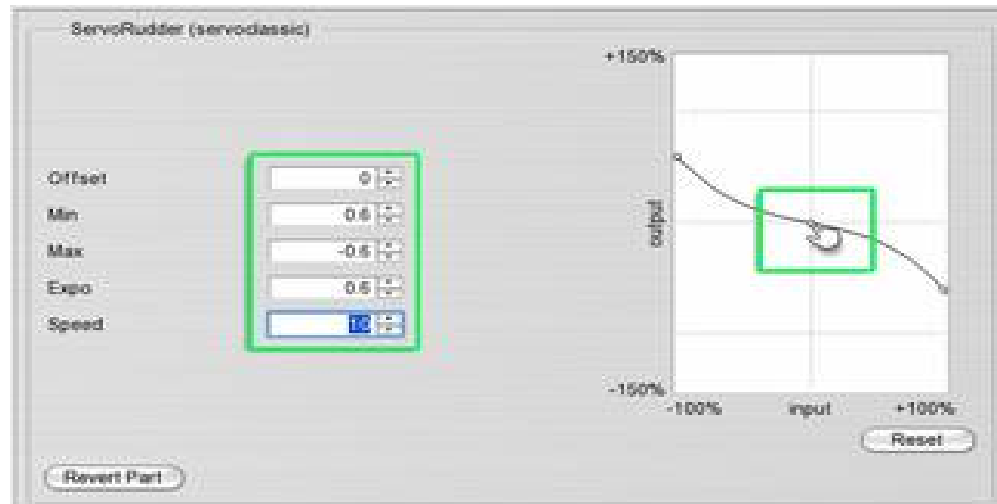 ServoRudder (servoclassic)
Offset 0
Min 0.6
Max -0.6
Expo 0.6
Speed
+150%
output
-150%
-100% input +100%
Reset
Revert Part